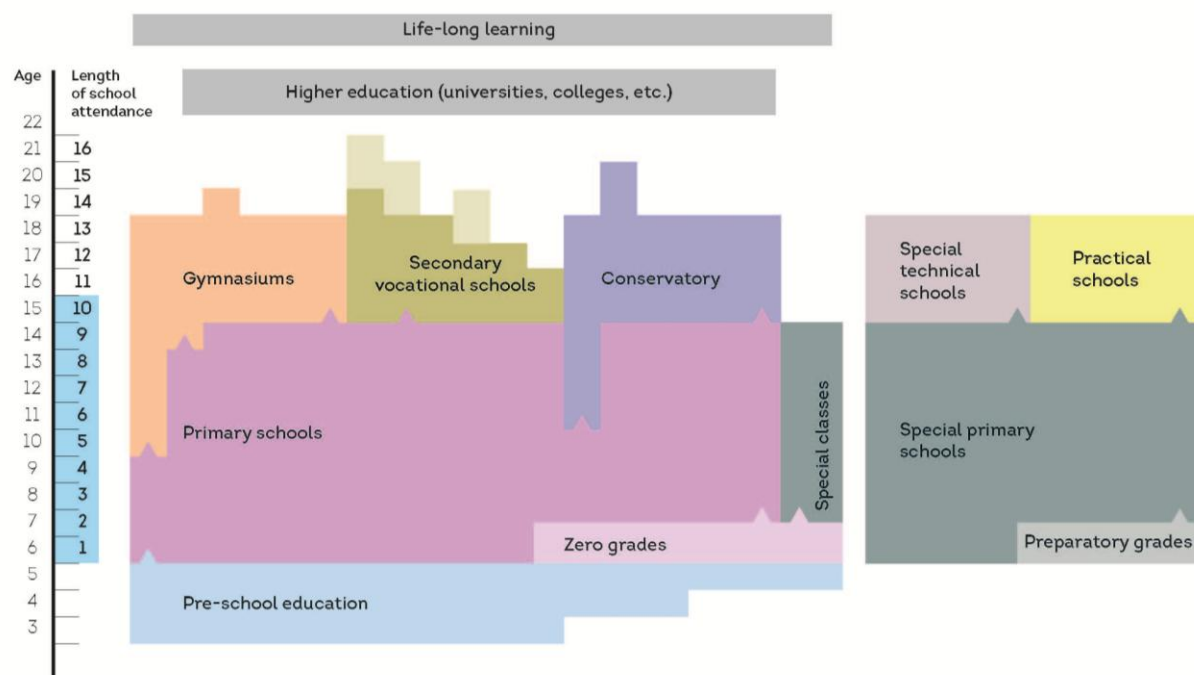 Life-long learning
Age
Length
of school
attendance
Higher education (universities, colleges, etc.)
22
21 16
20 15
19 14
18 13
17 12
16 11
15 10
14 9
13 8
12 7
11 6
10 5
9 4
8 3
7 2
6 1
5
4
3
Gymnasiums
Secondary
vocational schools
Conservatory
Special
technical
schools
Practical
schools
Primary schools
Special classes
Special primary
schools
Zero grades
Preparatory grades
Pre-school education